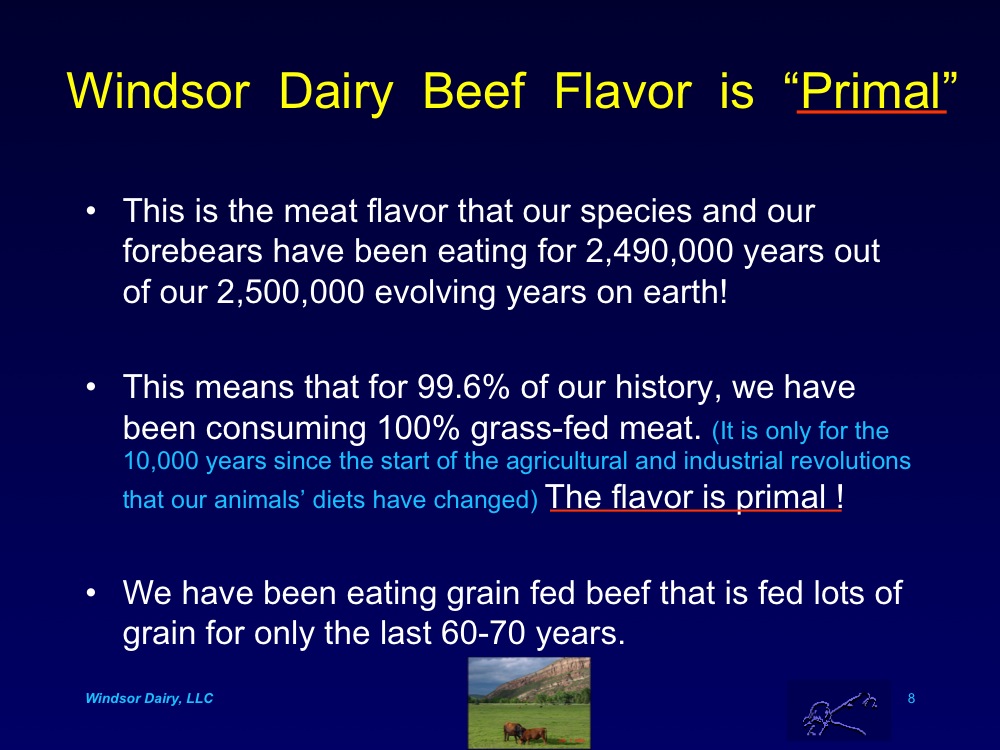 Windsor Dairy Beef Flavor is “Primal”
• This is the meat flavor that our species and our
forebears have been eating for 2,490,000 years out
of our 2,500,000 evolving years on earth!
• This means that for 99.6% of our history, we have
been consuming 100% grass-fed meat. (It is only for the
10,000 years since the start of the agricultural and industrial revolutions
that our animals’ diets have changed) The flavor is primal !
• We have been eating grain fed beef that is fed lots of
grain for only the last 60-70 years.
Windsor Dairy, LLC
8